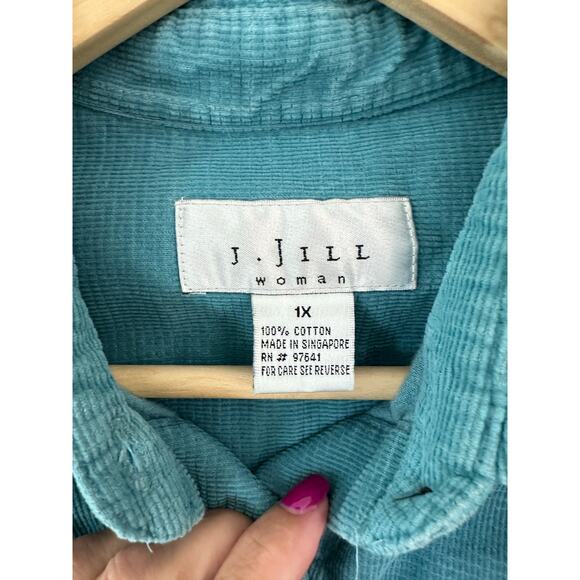 J. JILL
woman
1X
100% COTTON
MADE IN SINGAPORE
RN # 97641
FOR CARE SEE REVERSE